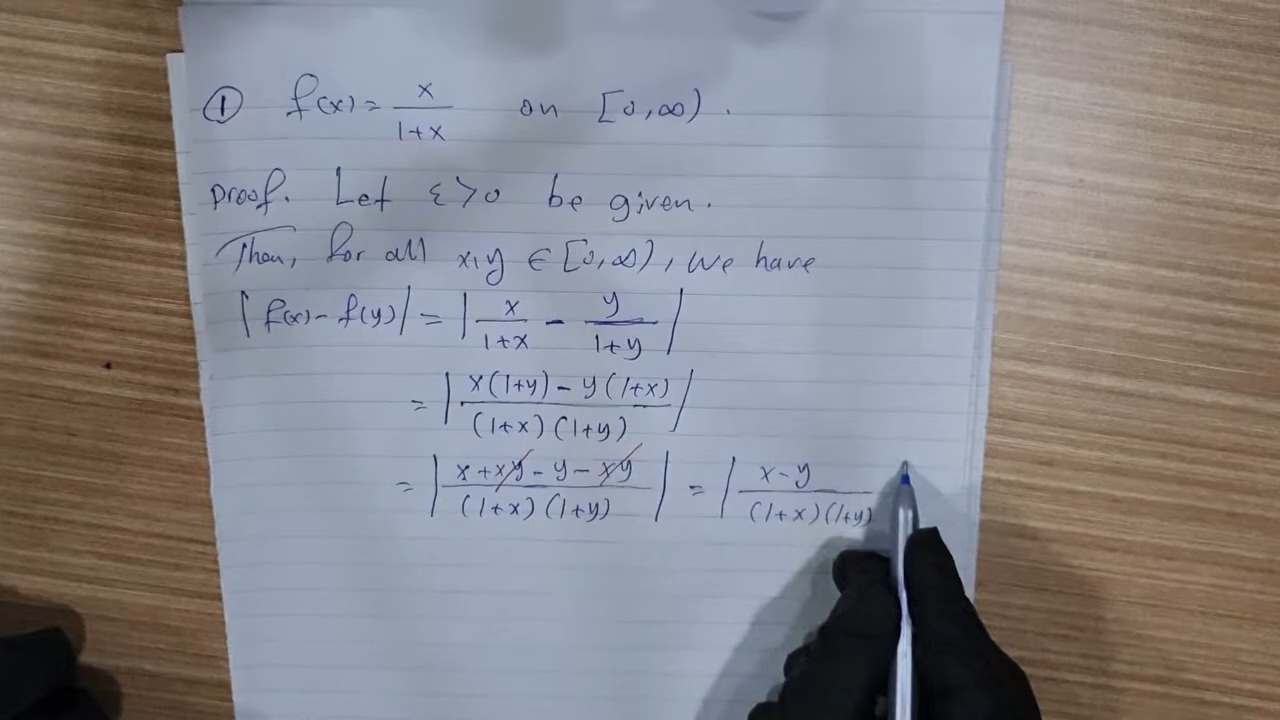 ① f(x) = x/(1+x) on [0,∞).
proof. Let ε>0 be given.
Then, for all x,y ∈ [0,∞), we have
|f(x) - f(y)| = |x/(1+x) - y/(1+y)|
= |(x(1+y) - y(1+x))/((1+x)(1+y))|
= |(x+xy-y-xy)/((1+x)(1+y))| = |(x-y)/((1+x)(1+y))